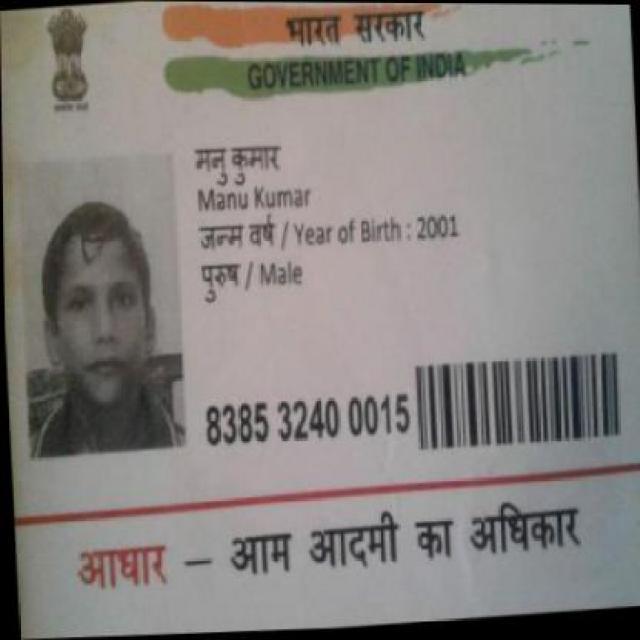 भारत सरकार
GOVERNMENT OF INDIA
मनु कुमार
Manu Kumar
जन्म वर्ष / Year of Birth : 2001
पुरुष / Male
8385 3240 0015
आधार – आम आदमी का अधिकार